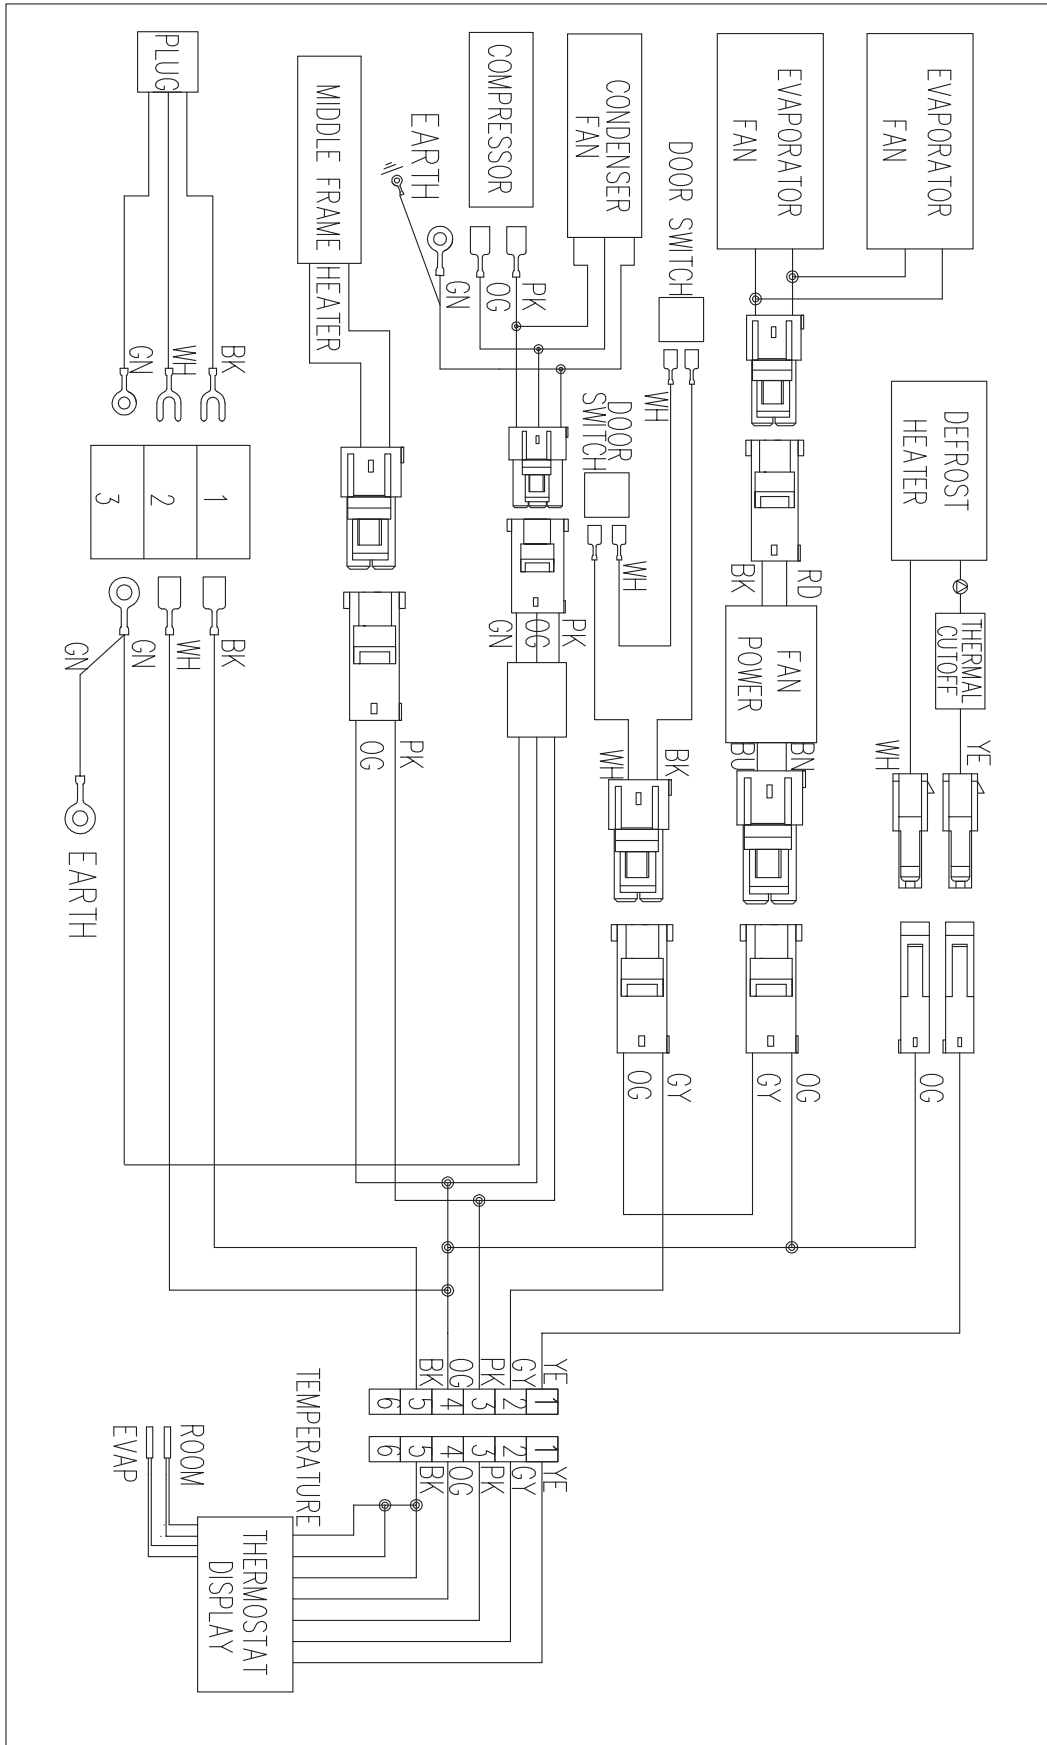 PLUG
GN
WH
BK
3
2
1
GN
GN
WH
BK
EARTH
MIDDLE FRAME HEATER
OG
PK
EARTH
COMPRESSOR
CONDENSER
FAN
GN
OG
PK
GN
OG
PK
DOOR SWITCH
WH
DOOR
SWITCH
WH
WH
BK
OG
GY
EVAPORATOR
FAN
EVAPORATOR
FAN
BK
RD
FAN
POWER
BU
BN
GY
OG
DEFROST
HEATER
THERMAL
CUTOFF
WH
YE
OG
BK
OG
PK
GY
YE
6
5
4
3
2
1
6
5
4
3
2
1
BK
OG
PK
GY
YE
TEMPERATURE
ROOM
EVAP
THERMOSTAT
DISPLAY